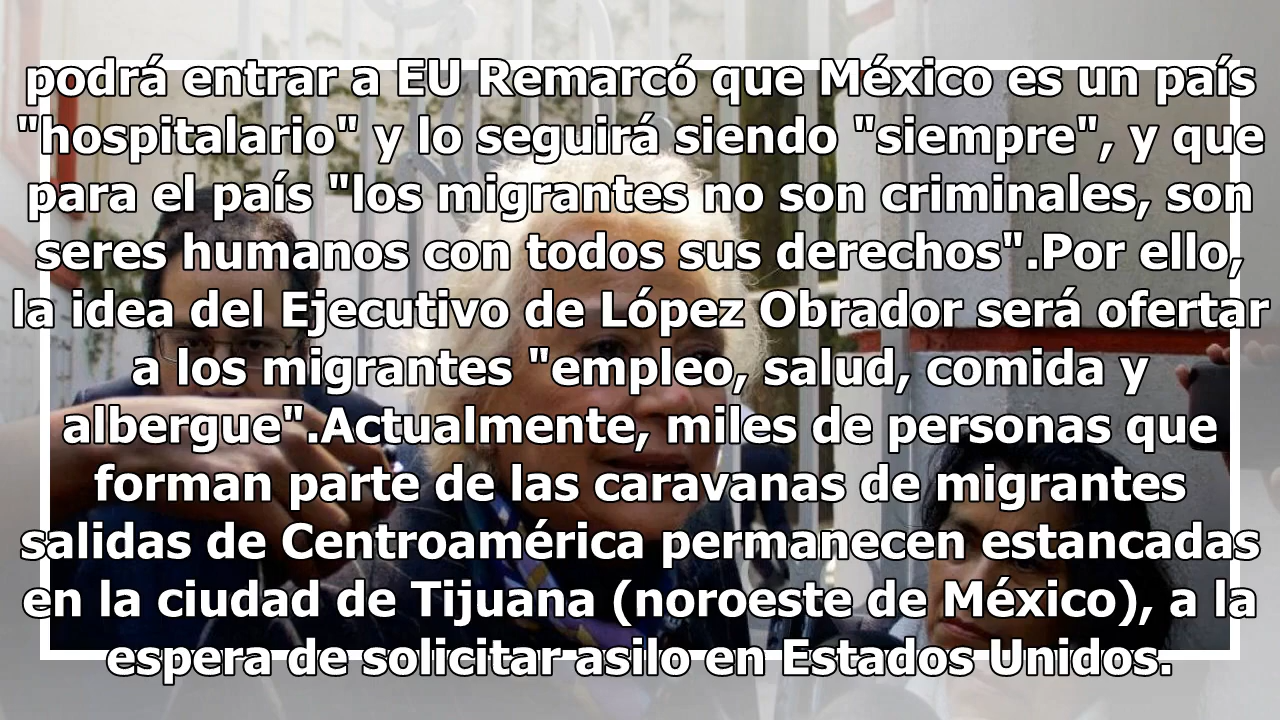 podrá entrar a EU Remarcó que México es un país
"hospitalario" y lo seguirá siendo "siempre", y que
para el país "los migrantes no son criminales, son
seres humanos con todos sus derechos".Por ello,
la idea del Ejecutivo de López Obrador será ofertar
a los migrantes "empleo, salud, comida y
albergue".Actualmente, miles de personas que
forman parte de las caravanas de migrantes
salidas de Centroamérica permanecen estancadas
en la ciudad de Tijuana (noroeste de México), a la
espera de solicitar asilo en Estados Unidos.